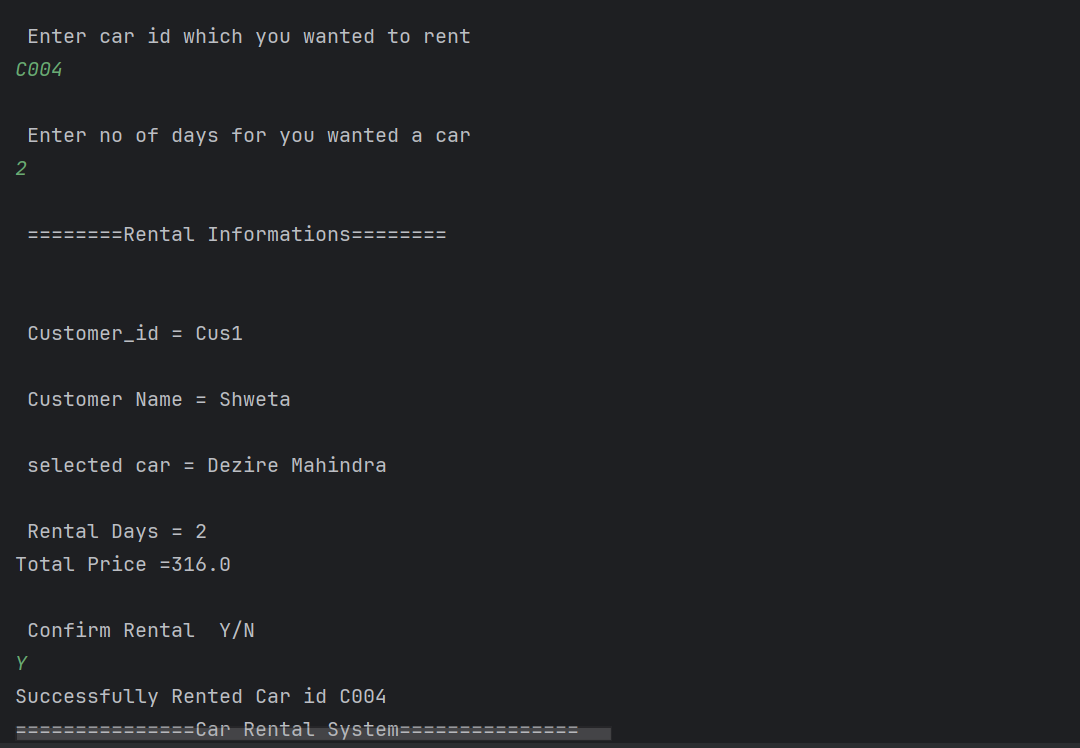 Enter car id which you wanted to rent
C004
Enter no of days for you wanted a car
2
========Rental Informations========
Customer_id = Cus1
Customer Name = Shweta
selected car = Dezire Mahindra
Rental Days = 2
Total Price =316.0
Confirm Rental  Y/N
Y
Successfully Rented Car id C004
===============Car Rental System===============